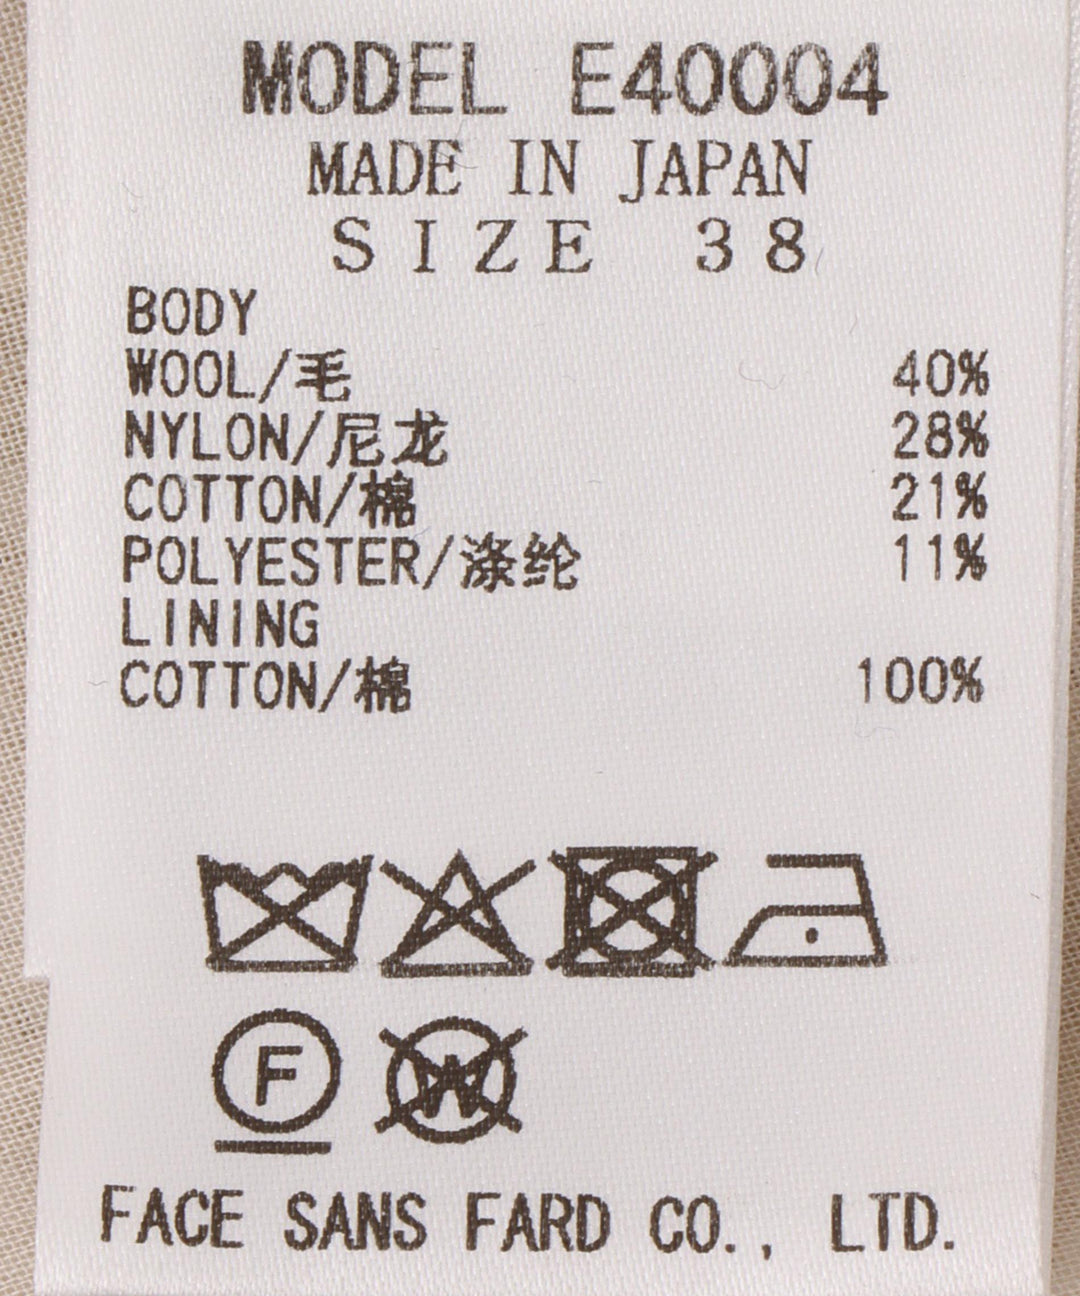 MODEL E40004
MADE IN JAPAN
SIZE 38
BODY
WOOL/毛 40%
NYLON/尼龙 28%
COTTON/棉 21%
POLYESTER/涤纶 11%
LINING
COTTON/棉 100%
F W
FACE SANS FARD CO., LTD.